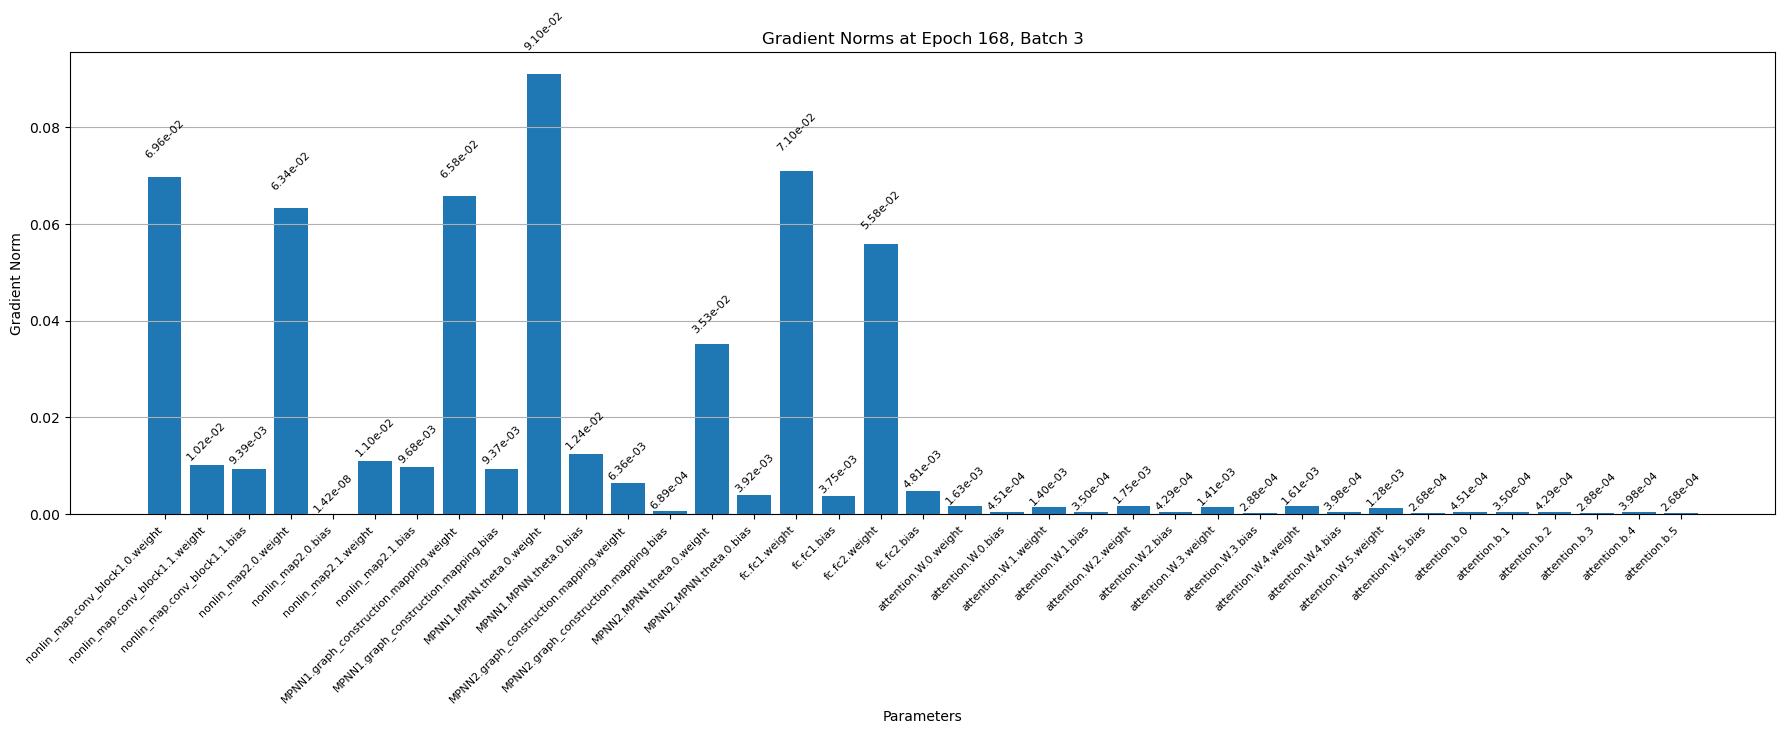 Gradient Norms at Epoch 168, Batch 3
Gradient Norm
0.08
0.06
0.04
0.02
0.00
6.96e-02
1.02e-02
9.39e-03
6.34e-02
1.42e-08
1.10e-02
9.68e-03
6.58e-02
9.37e-03
9.10e-02
1.24e-02
6.36e-03
6.89e-04
3.53e-02
3.92e-03
7.10e-02
3.75e-03
5.58e-02
4.81e-03
1.63e-03
4.51e-04
1.40e-03
3.50e-04
1.75e-03
4.29e-04
1.41e-03
2.88e-04
1.61e-03
3.98e-04
1.28e-03
2.68e-04
4.51e-04
3.50e-04
4.29e-04
2.88e-04
3.98e-04
2.68e-04
nonlin_map.conv_block1.0.weight
nonlin_map.conv_block1.1.weight
nonlin_map.conv_block1.1.bias
nonlin_map2.0.weight
nonlin_map2.0.bias
nonlin_map2.1.weight
nonlin_map2.1.bias
MPNN1.graph_construction.mapping.weight
MPNN1.graph_construction.mapping.bias
MPNN1.MPNN.theta.0.weight
MPNN1.MPNN.theta.0.bias
MPNN2.graph_construction.mapping.weight
MPNN2.graph_construction.mapping.bias
MPNN2.MPNN.theta.0.weight
MPNN2.MPNN.theta.0.bias
fc.fc1.weight
fc.fc1.bias
fc.fc2.weight
fc.fc2.bias
attention.W.0.weight
attention.W.0.bias
attention.W.1.weight
attention.W.1.bias
attention.W.2.weight
attention.W.2.bias
attention.W.3.weight
attention.W.3.bias
attention.W.4.weight
attention.W.4.bias
attention.W.5.weight
attention.W.5.bias
attention.b.0
attention.b.1
attention.b.2
attention.b.3
attention.b.4
attention.b.5
Parameters